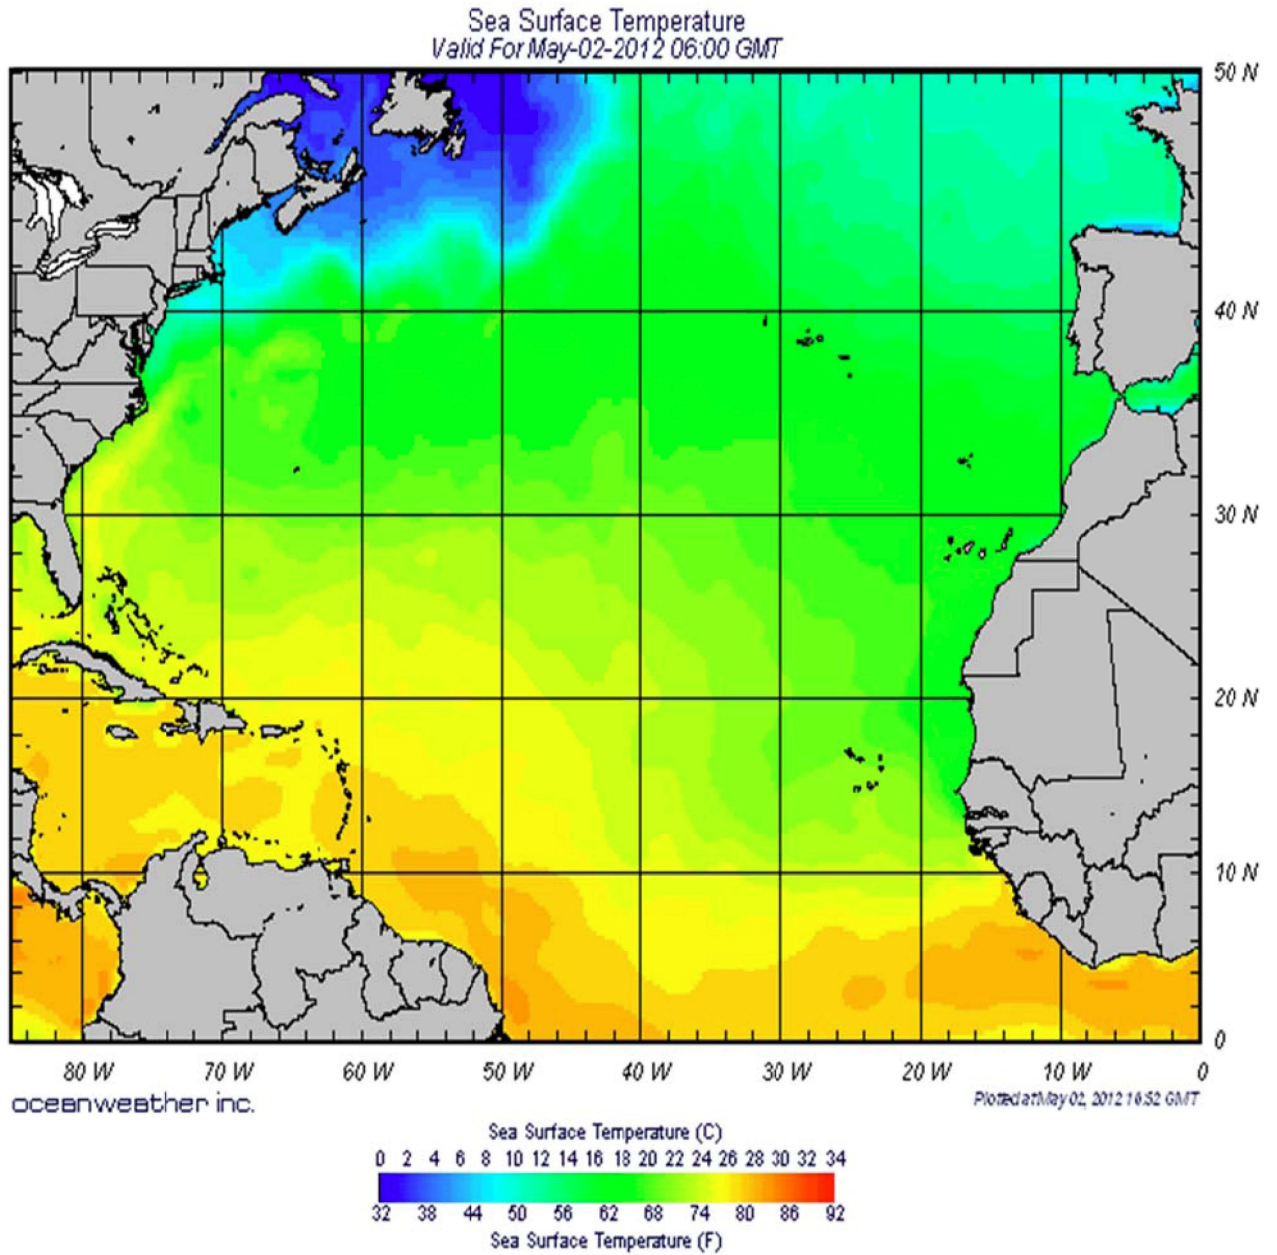 Sea Surface Temperature
Valid For May-02-2012 06:00 GMT
50 N
40 N
30 N
20 N
10 N
0
80 W 70 W 60 W 50 W 40 W 30 W 20 W 10 W 0
oceanweather inc.
Plotted at May 02, 2012 16:52 GMT
Sea Surface Temperature (C)
0 2 4 6 8 10 12 14 16 18 20 22 24 26 28 30 32 34
32 38 44 50 56 62 68 74 80 86 92
Sea Surface Temperature (F)